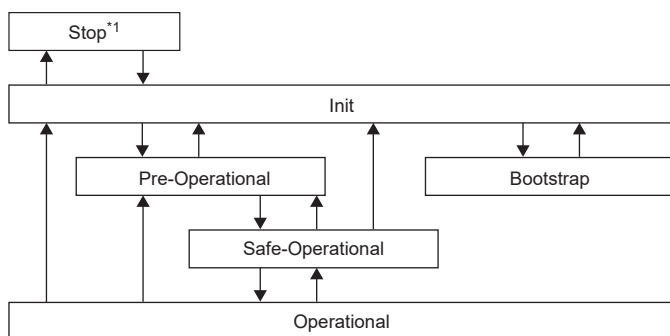 Stop*1
Init
Pre-Operational
Bootstrap
Safe-Operational
Operational